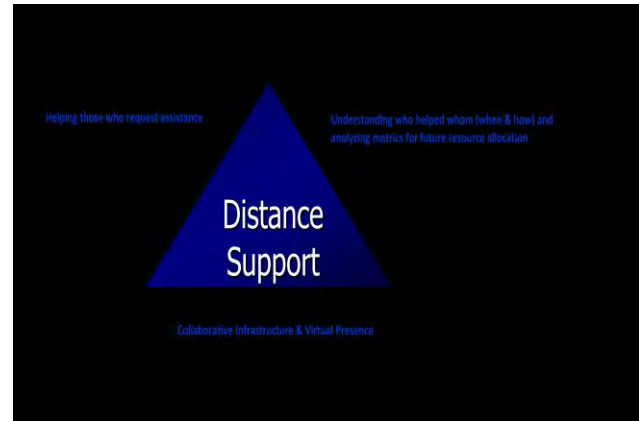 Helping those who request assistance
Understanding who helped whom (when & how) and
analyzing metrics for future resource allocation
Distance
Support
Collaborative Infrastructure & Virtual Presence